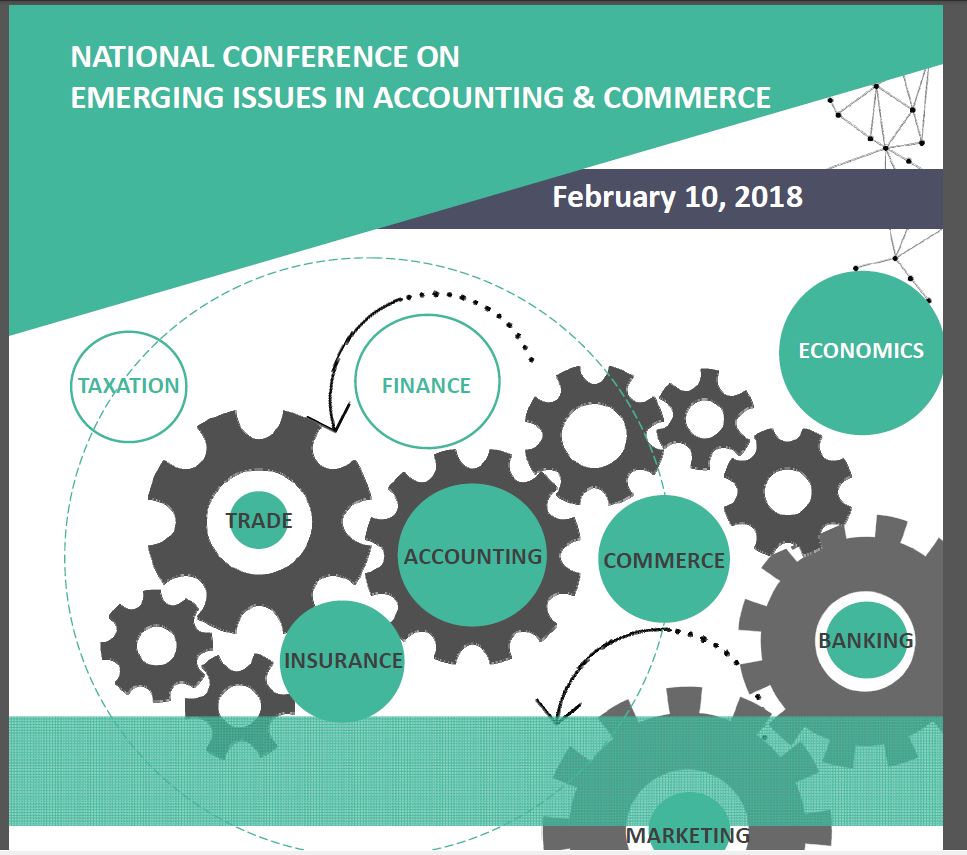 NATIONAL CONFERENCE ON
EMERGING ISSUES IN ACCOUNTING & COMMERCE
February 10, 2018
ECONOMICS
TAXATION
FINANCE
TRADE
ACCOUNTING
COMMERCE
BANKING
INSURANCE
MARKETING